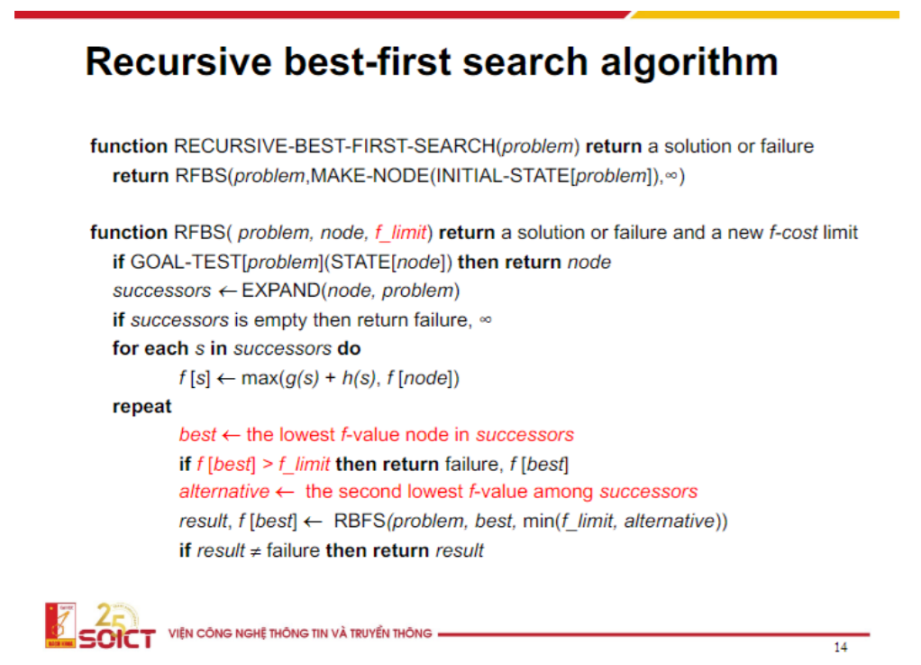 Recursive best-first search algorithm
function RECURSIVE-BEST-FIRST-SEARCH(problem) return a solution or failure
return RFBS(problem,MAKE-NODE(INITIAL-STATE[problem]),∞)
function RFBS( problem, node, f_limit) return a solution or failure and a new f-cost limit
if GOAL-TEST[problem](STATE[node]) then return node
successors ← EXPAND(node, problem)
if successors is empty then return failure, ∞
for each s in successors do
f [s] ← max(g(s) + h(s), f [node])
repeat
best ← the lowest f-value node in successors
if f [best] > f_limit then return failure, f [best]
alternative ← the second lowest f-value among successors
result, f [best] ← RBFS(problem, best, min(f_limit, alternative))
if result ≠ failure then return result
25
SOICT
VIỆN CÔNG NGHỆ THÔNG TIN VÀ TRUYỀN THÔNG
14